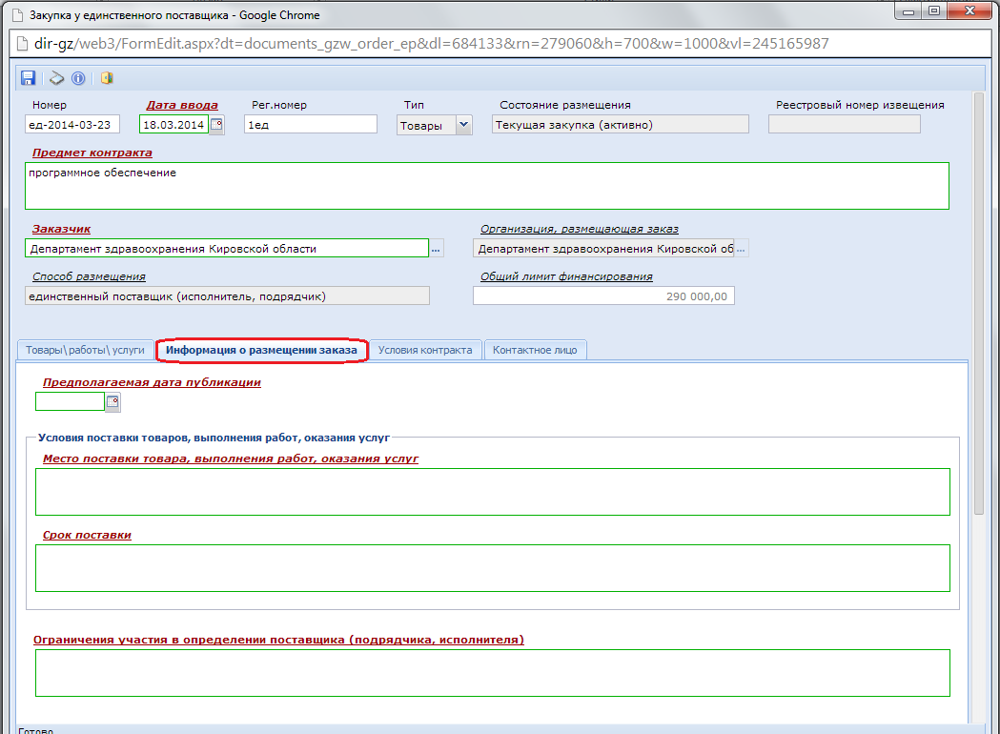 Закупка у единственного поставщика - Google Chrome
dir-gz/web3/FormEdit.aspx?dt=documents_gzw_order_ep&dl=684133&rn=279060&h=700&w=1000&vl=245165987
Номер Дата ввода Рег.номер Тип Состояние размещения Реестровый номер извещения
ед-2014-03-23 18.03.2014 1ед Товары Текущая закупка (активно)
Предмет контракта
программное обеспечение
Заказчик Организация, размещающая заказ
Департамент здравоохранения Кировской области ... Департамент здравоохранения Кировской об ...
Способ размещения Общий лимит финансирования
единственный поставщик (исполнитель, подрядчик) 290 000,00
Товары\работы\услуги Информация о размещении заказа Условия контракта Контактное лицо
Предполагаемая дата публикации
Условия поставки товаров, выполнения работ, оказания услуг
Место поставки товара, выполнения работ, оказания услуг
Срок поставки
Ограничения участия в определении поставщика (подрядчика, исполнителя)
Готово